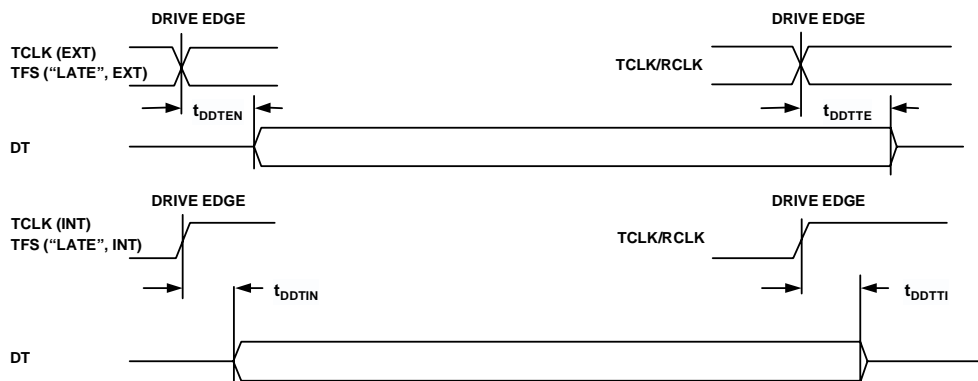 DRIVE EDGE DRIVE EDGE
TCLK (EXT)
TFS (“LATE”, EXT) TCLK/RCLK
tDDTEN tDDTTE
DT
DRIVE EDGE DRIVE EDGE
TCLK (INT)
TFS (“LATE”, INT) TCLK/RCLK
tDDTIN tDDTTI
DT